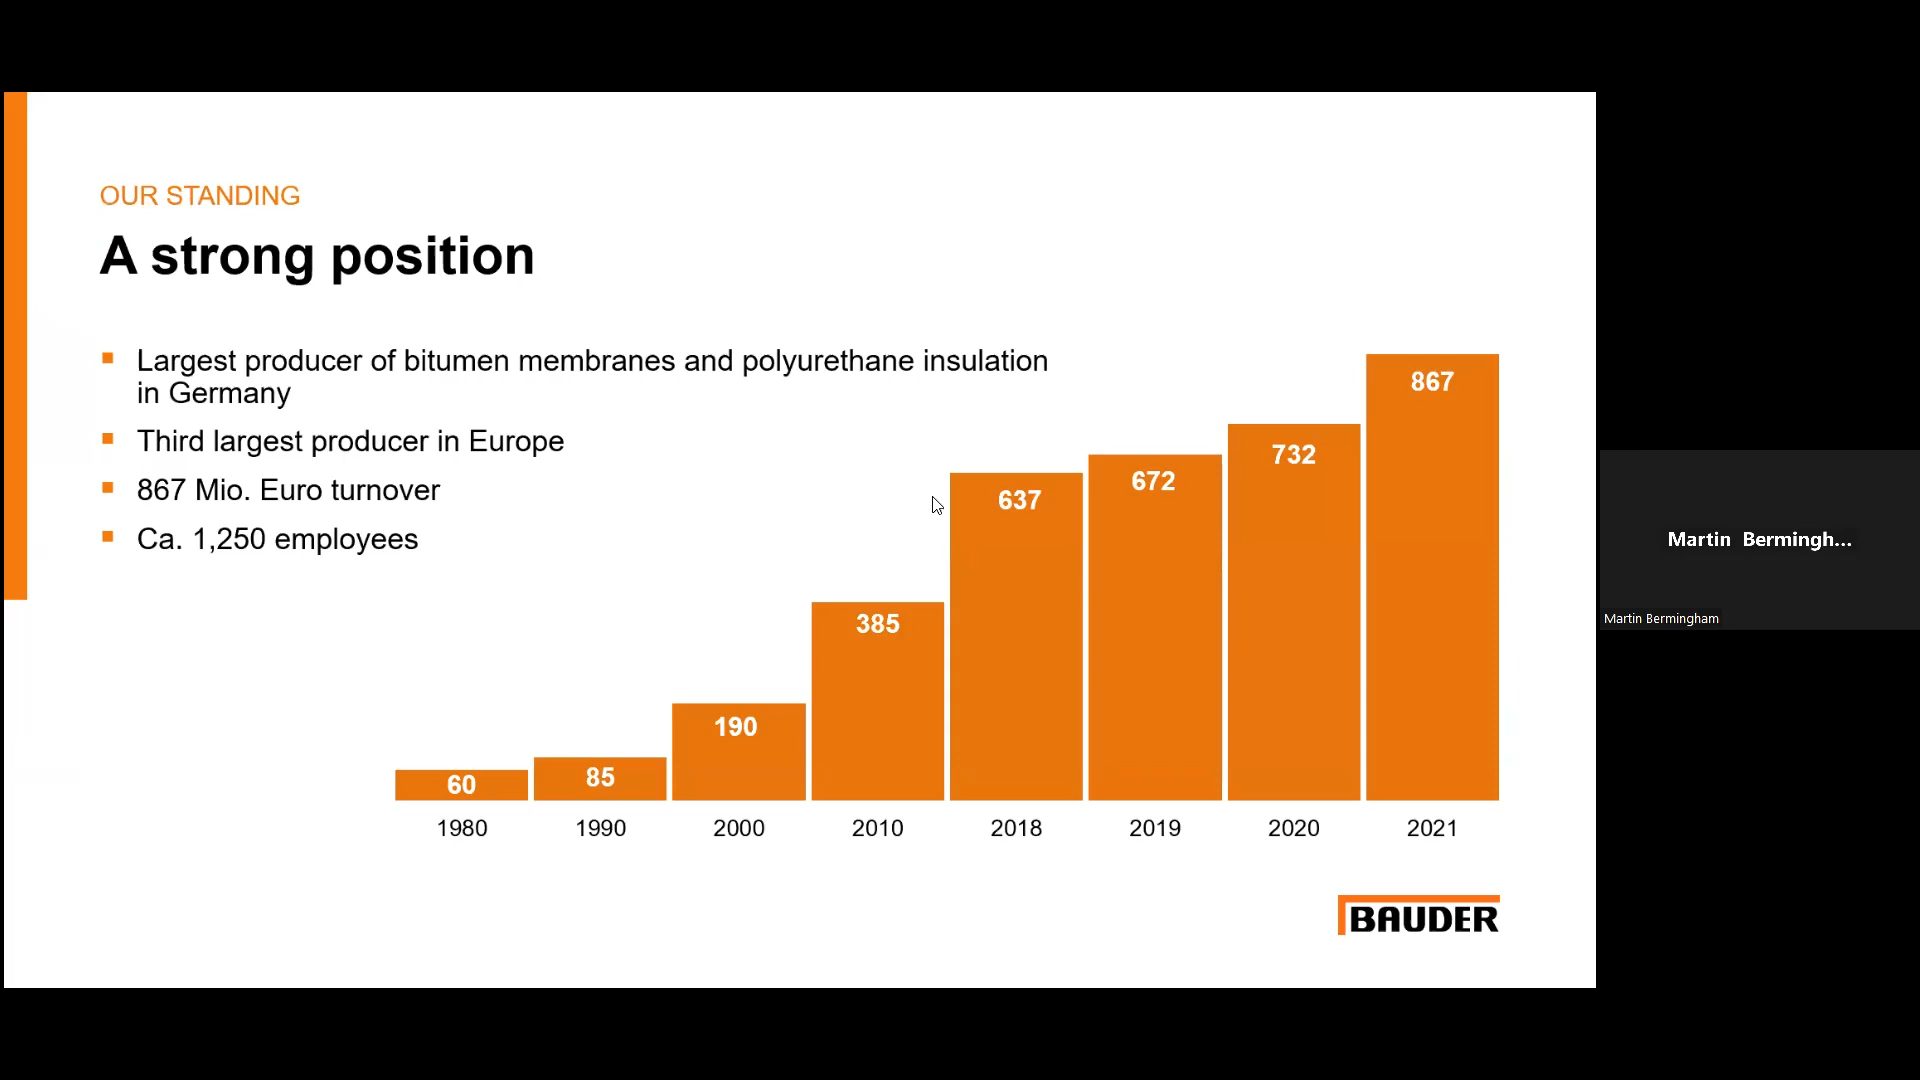 OUR STANDING
A strong position
Largest producer of bitumen membranes and polyurethane insulation
in Germany
Third largest producer in Europe
867 Mio. Euro turnover
Ca. 1,250 employees
60
85
190
385
637
672
732
867
1980
1990
2000
2010
2018
2019
2020
2021
BAUDER
Martin Bermingh...
Martin Bermingham